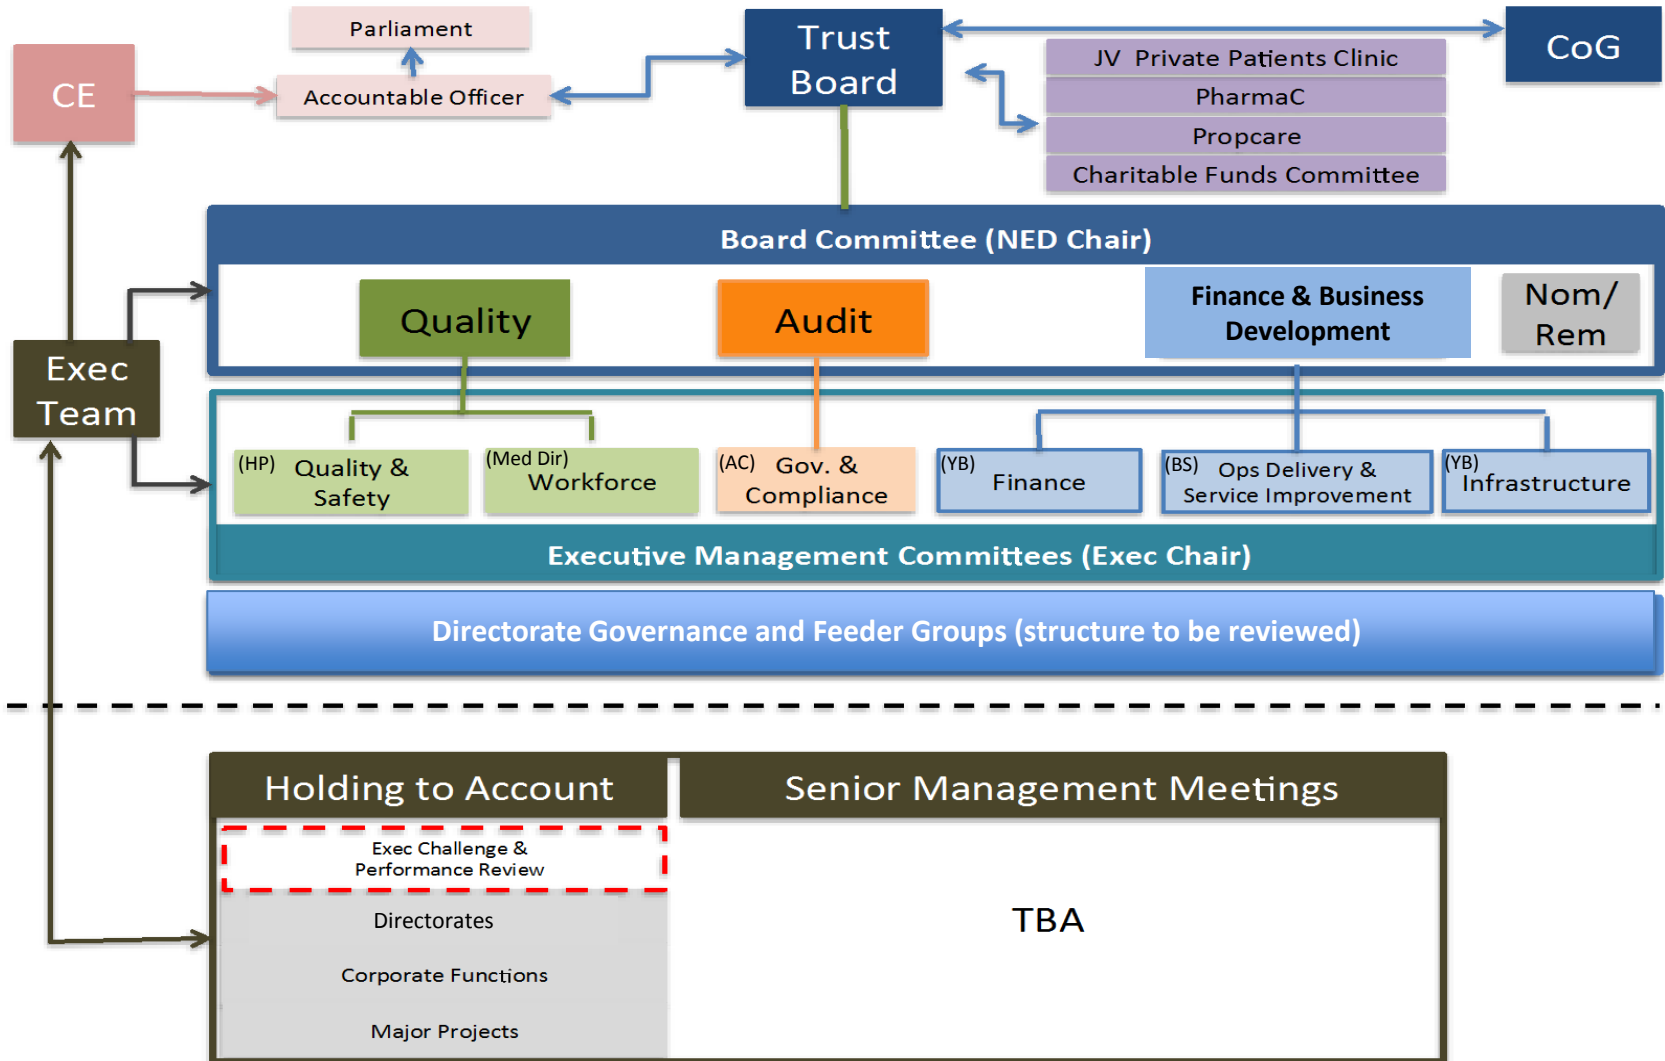 Parliament
Trust
Board
CoG
CE
Accountable Officer
JV Private Patients Clinic
PharmaC
Propcare
Charitable Funds Committee
Board Committee (NED Chair)
Quality
Audit
Finance & Business
Development
Nom/
Rem
Exec
Team
(HP) Quality &
Safety
(Med Dir)
Workforce
(AC) Gov. &
Compliance
(YB)
Finance
(BS) Ops Delivery &
Service Improvement
(YB)
Infrastructure
Executive Management Committees (Exec Chair)
Directorate Governance and Feeder Groups (structure to be reviewed)
Holding to Account
Senior Management Meetings
Exec Challenge &
Performance Review
Directorates
Corporate Functions
Major Projects
TBA